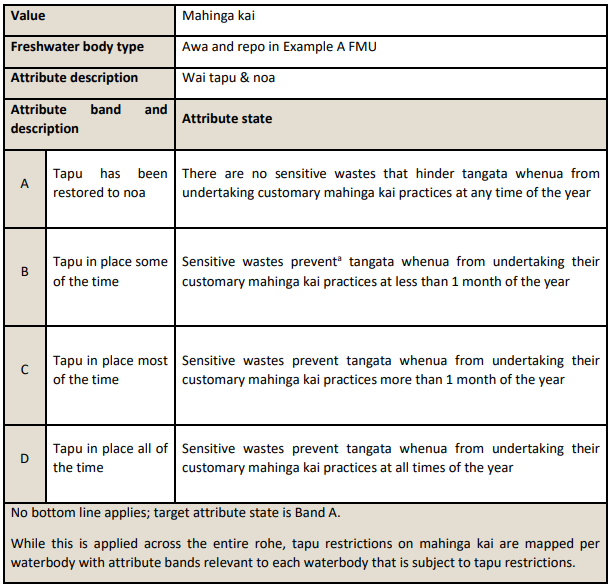 Value Mahinga kai
Freshwater body type Awa and repo in Example A FMU
Attribute description Wai tapu & noa
Attribute band and
description
Attribute state
A
Tapu has been
restored to noa
There are no sensitive wastes that hinder tangata whenua from
undertaking customary mahinga kai practices at any time of the year
B
Tapu in place some
of the time
Sensitive wastes preventᵃ tangata whenua from undertaking their
customary mahinga kai practices at less than 1 month of the year
C
Tapu in place most
of the time
Sensitive wastes prevent tangata whenua from undertaking their
customary mahinga kai practices more than 1 month of the year
D
Tapu in place all of
the time
Sensitive wastes prevent tangata whenua from undertaking their
customary mahinga kai practices at all times of the year
No bottom line applies; target attribute state is Band A.
While this is applied across the entire rohe, tapu restrictions on mahinga kai are mapped per
waterbody with attribute bands relevant to each waterbody that is subject to tapu restrictions.